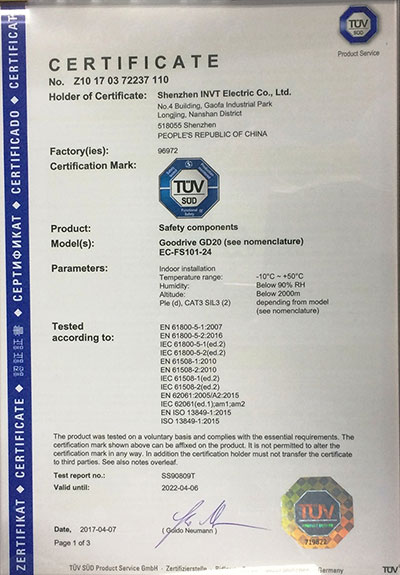 ZERTIFIKAT ◆ CERTIFICATE ◆ 認証証書 ◆ СЕРТИФИКАТ ◆ CERTIFICADO ◆ CERTIFICAT
TÜV
SÜD
Product Service
CERTIFICATE
No. Z10 17 03 72237 110
Holder of Certificate: Shenzhen INVT Electric Co., Ltd.
No.4 Building, Gaofa Industrial Park
Longjing, Nanshan District
518055 Shenzhen
PEOPLE'S REPUBLIC OF CHINA
Factory(ies): 96972
Certification Mark:
TÜV
SÜD
Product: Safety components
Model(s): Goodrive GD20 (see nomenclature)
EC-FS101-24
Parameters: Indoor installation
Temperature range: -10°C ~ +50°C
Humidity: Below 90% RH
Altitude: Below 2000m
Ple (d), CAT3 SIL3 (2) depending from model
(see nomenclature)
Tested according to: EN 61800-5-1:2007
EN 61800-5-2:2016
IEC 61800-5-1(ed.2)
IEC 61800-5-2(ed.2)
EN 61508-1:2010
EN 61508-2:2010
IEC 61508-1(ed.2)
IEC 61508-2(ed.2)
EN 62061:2005/A2:2015
IEC 62061(ed.1);am1;am2
EN ISO 13849-1:2015
ISO 13849-1:2015
The product was tested on a voluntary basis and complies with the essential requirements. The
certification mark shown above can be affixed on the product. It is not permitted to alter the
certification mark in any way. In addition the certification holder must not transfer the certificate
to third parties. See also notes overleaf.
Test report no.: SS90809T
Valid until: 2022-04-06
Date, 2017-04-07
( Guido Neumann )
Page 1 of 3
TÜV
719872
TÜV SÜD Product Service GmbH · Zertifizierstelle · Germany
TÜV